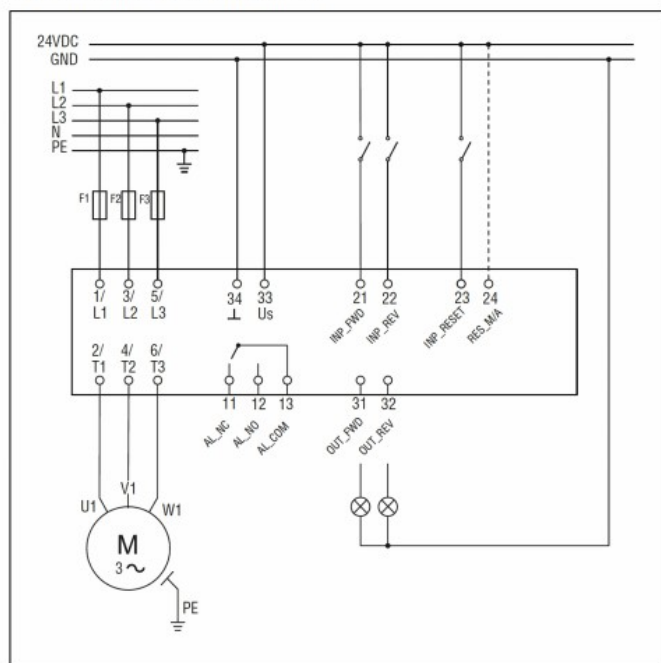 24VDC
GND
L1
L2
L3
N
PE
F1 F2 F3
1/ 3/ 5/ 34 33 21 22 23 24
L1 L2 L3 ⊥ Us
INP_FWD INP_REV INP_RESET RES_M/A
2/ 4/ 6/
T1 T2 T3
11 12 13 31 32
AL_NC AL_NO AL_COM OUT_FWD OUT_REV
U1 V1 W1
M
3 ~
PE